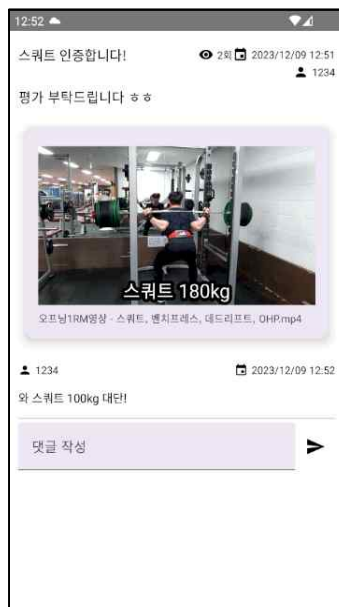 12:52
스쿼트 인증합니다!
2회 2023/12/09 12:51
1234
평가 부탁드립니다 ㅎㅎ
스쿼트 180kg
오프닝1RM영상 - 스쿼트, 벤치프레스, 데드리프트, OHP.mp4
1234
2023/12/09 12:52
와 스쿼트 100kg 대단!
댓글 작성